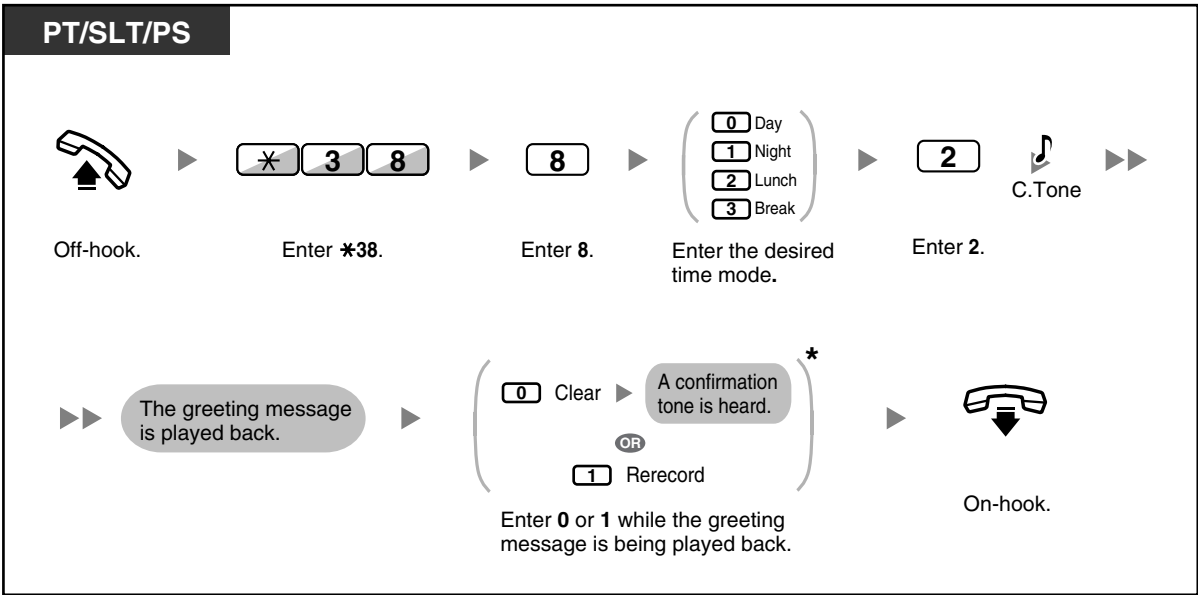 PT/SLT/PS
0 Day
1 Night
2 Lunch
3 Break
* 3 8
8
2
C.Tone
Off-hook.
Enter *38.
Enter 8.
Enter the desired
time mode.
Enter 2.
The greeting message
is played back.
0 Clear
A confirmation
tone is heard.
*
OR
1 Rerecord
Enter 0 or 1 while the greeting
message is being played back.
On-hook.